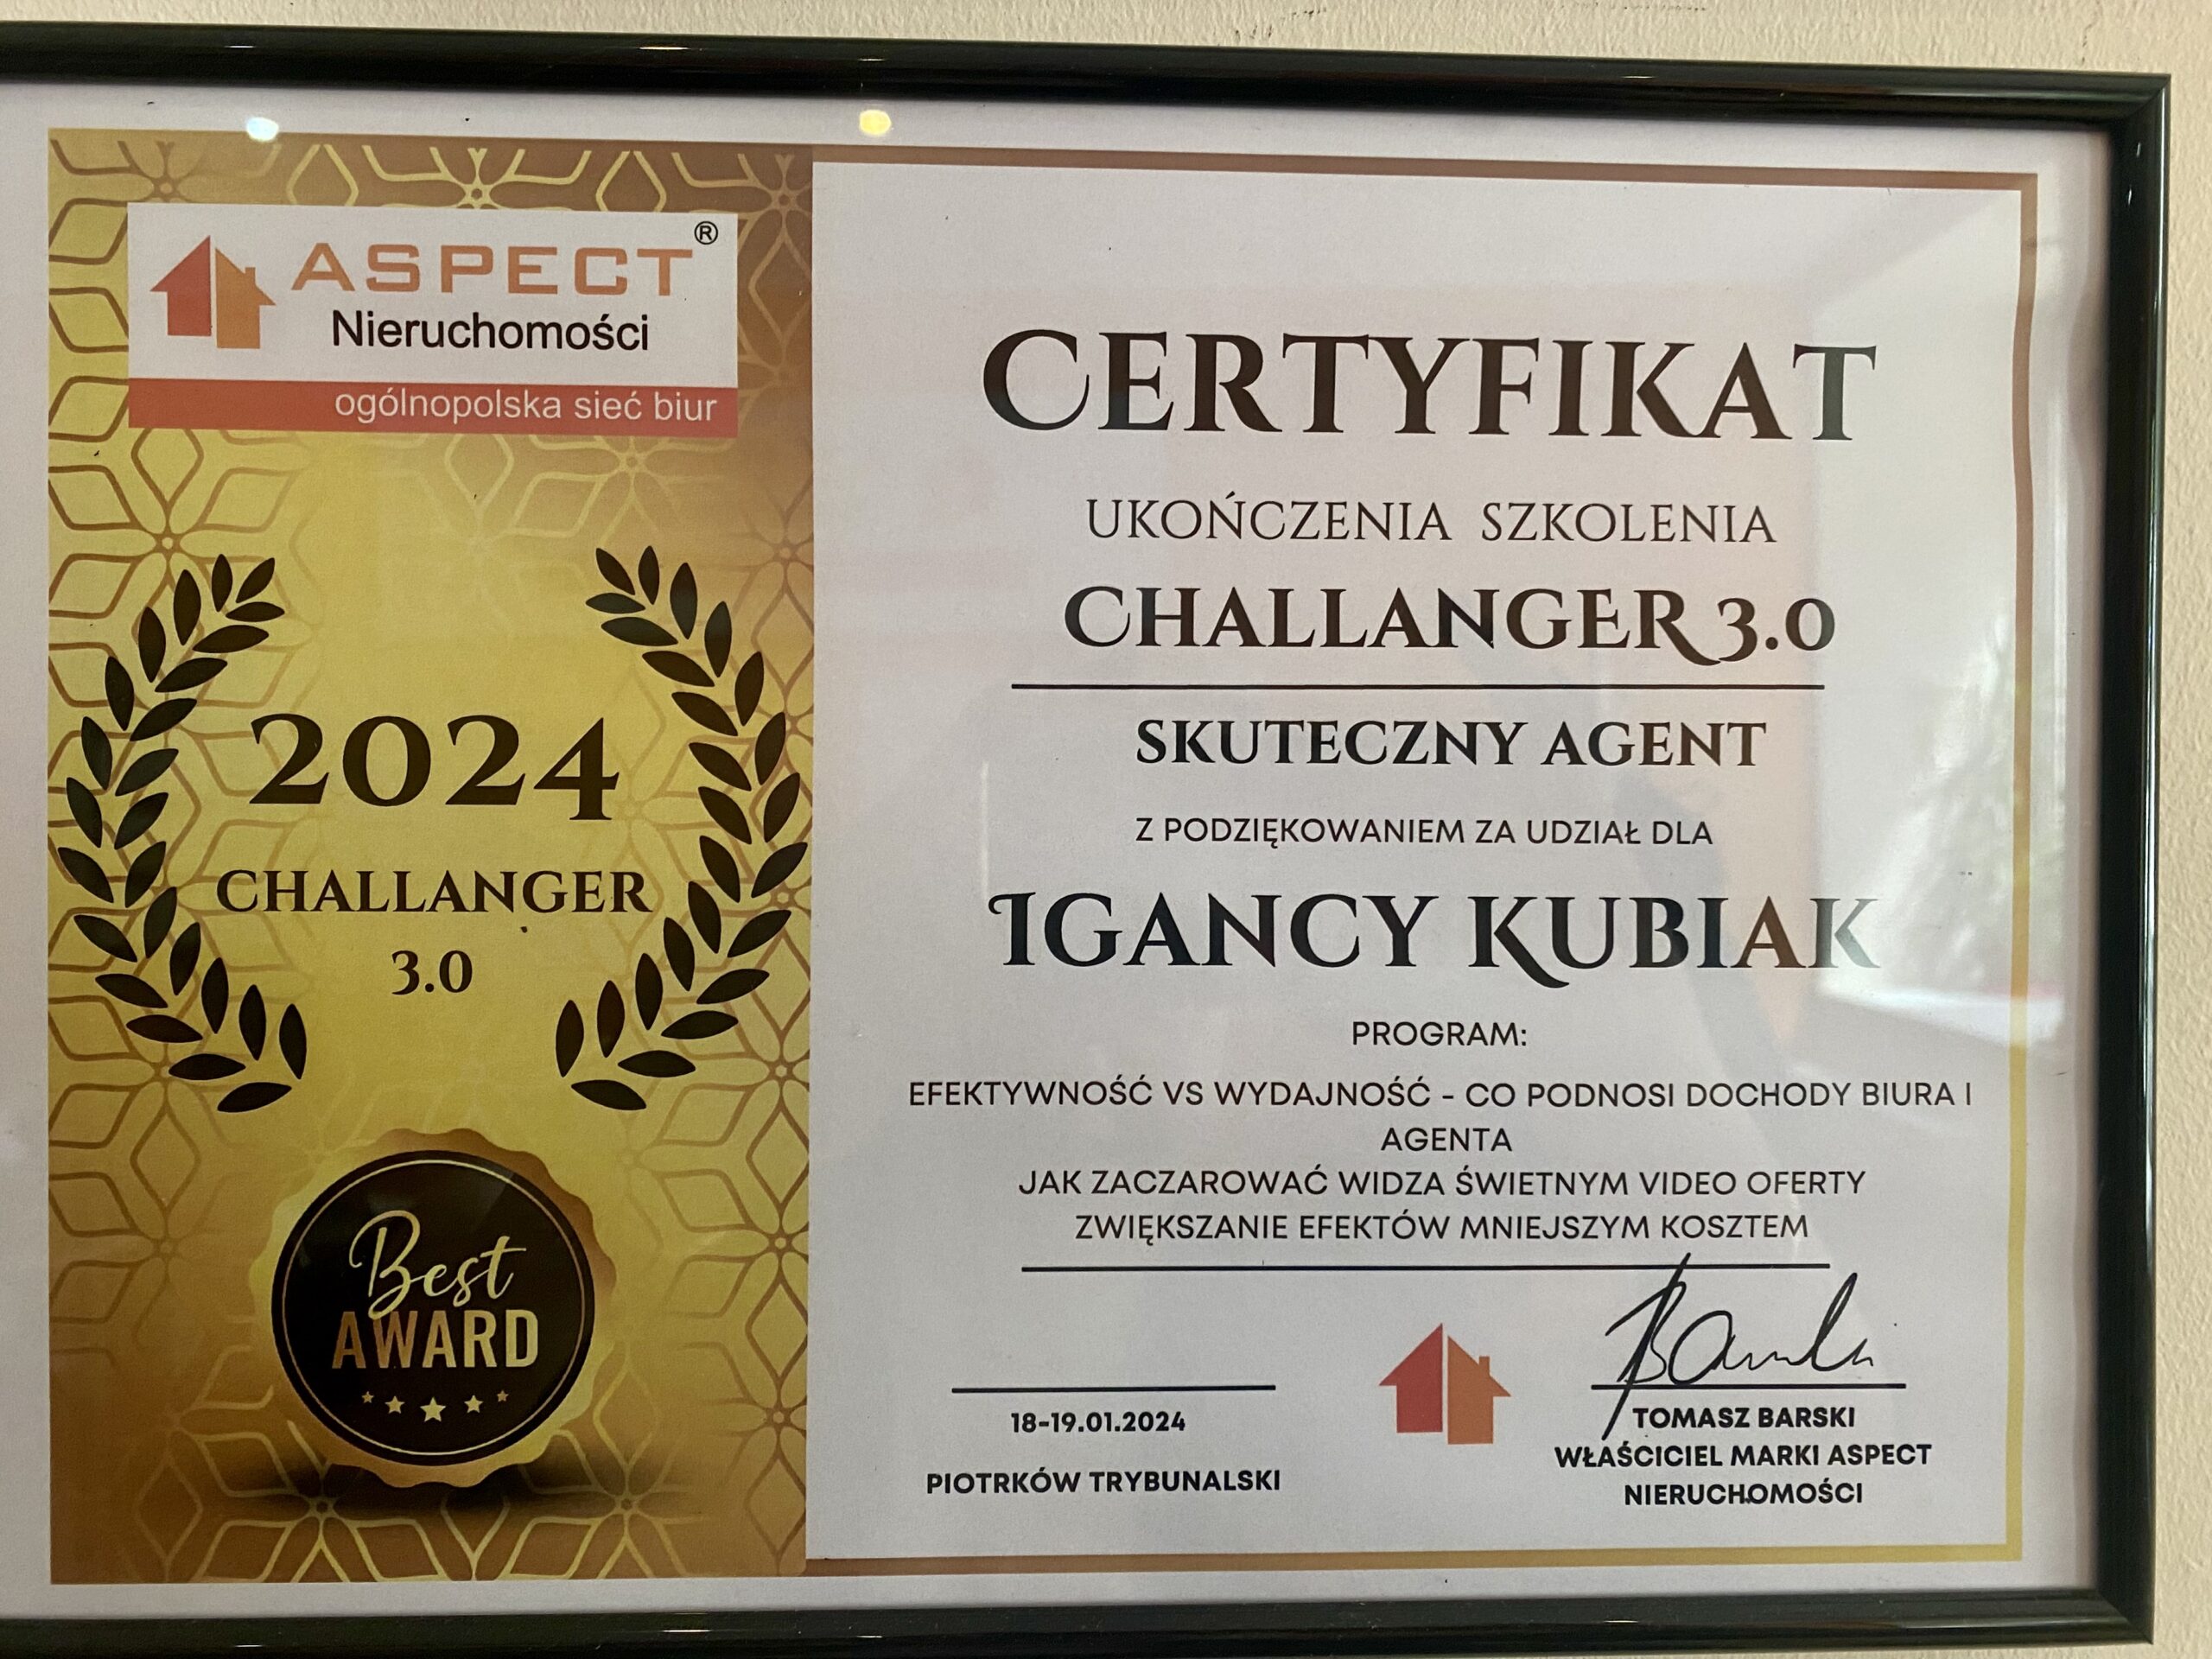 ASPECT®
Nieruchomości
ogólnopolska sieć biur
2024
CHALLANGER
3.0
Best
AWARD
CERTYFIKAT
UKOŃCZENIA SZKOLENIA
CHALLANGER 3.0
SKUTECZNY AGENT
Z PODZIĘKOWANIEM ZA UDZIAŁ DLA
IGANCY KUBIAK
PROGRAM:
EFEKTYWNOŚĆ VS WYDAJNOŚĆ - CO PODNOSI DOCHODY BIURA I
AGENTA
JAK ZACZAROWAĆ WIDZA ŚWIETNYM VIDEO OFERTY
ZWIĘKSZANIE EFEKTÓW MNIEJSZYM KOSZTEM
18-19.01.2024
PIOTRKÓW TRYBUNALSKI
TOMASZ BARSKI
WŁAŚCICIEL MARKI ASPECT
NIERUCHOMOŚCI